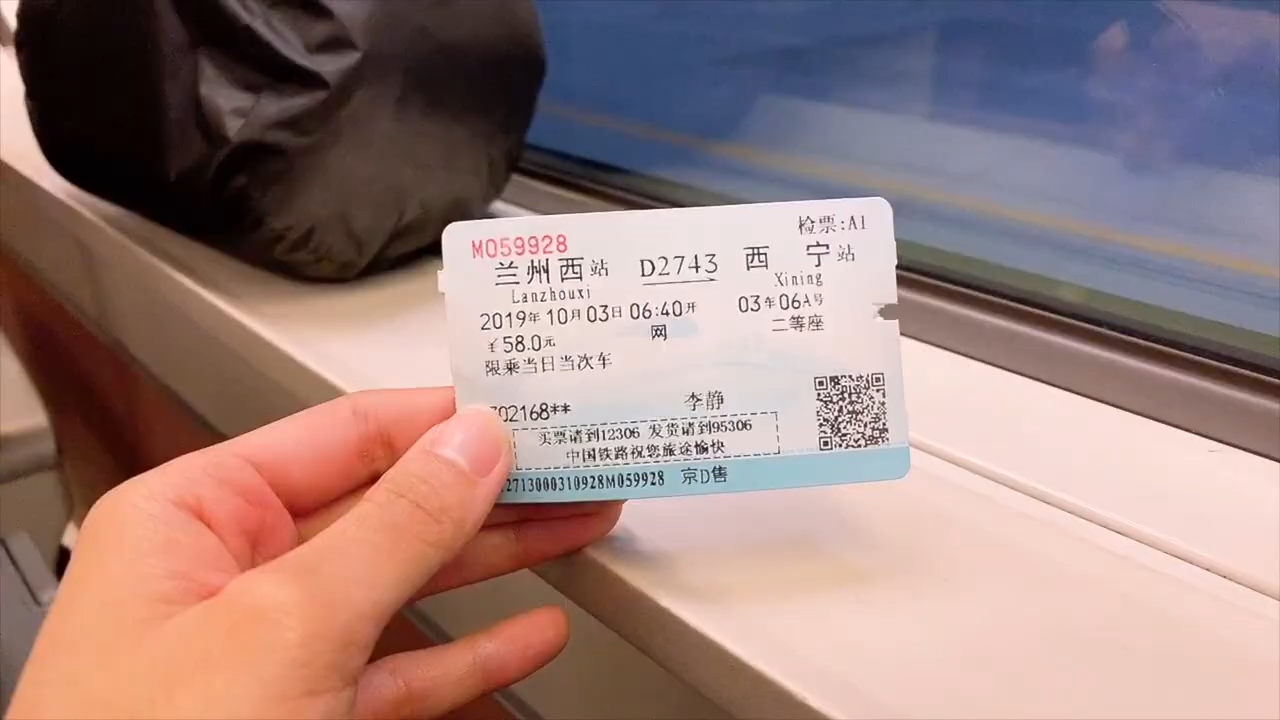 检票:A1
M059928
兰州西站 D2743 西宁站
Lanzhouxi Xining
2019年10月03日 06:40开 03年06A号
¥58.0元 网 二等座
限乘当日当次车
302168** 李静
买票请到12306 发货请到95306
中国铁路祝您旅途愉快
2713000310928M059928 京D售